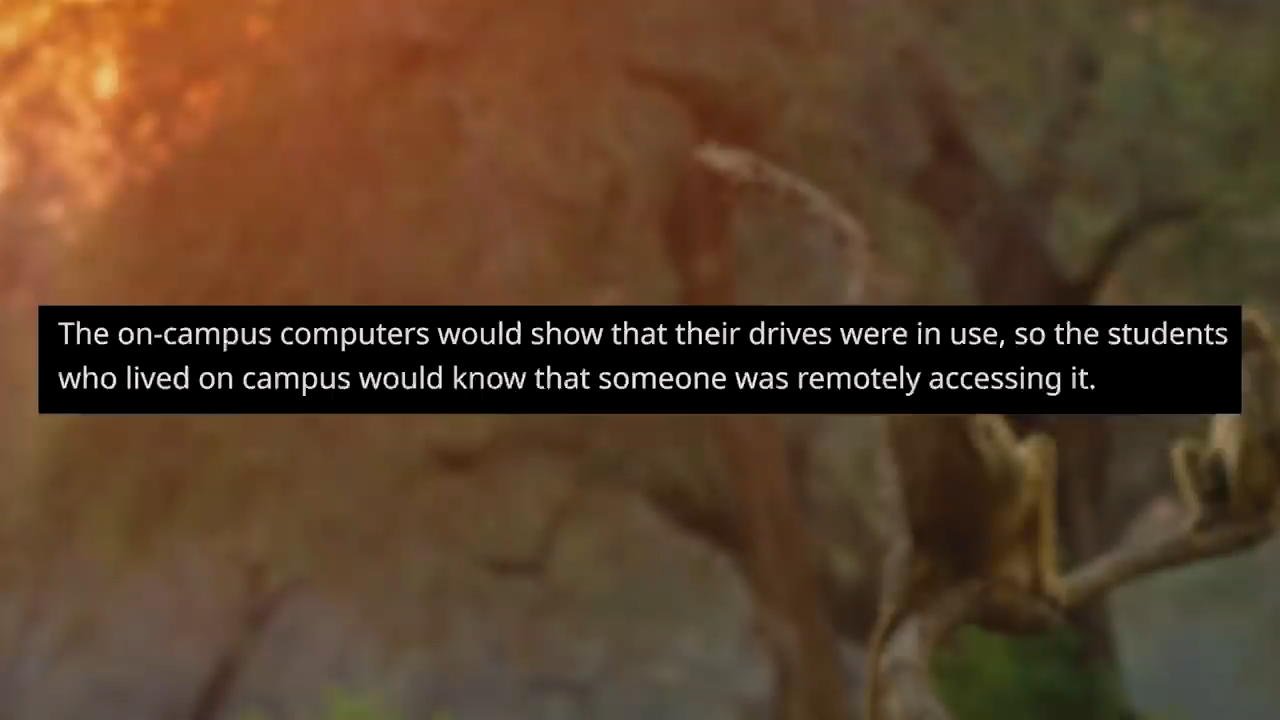 The on-campus computers would show that their drives were in use, so the students
who lived on campus would know that someone was remotely accessing it.